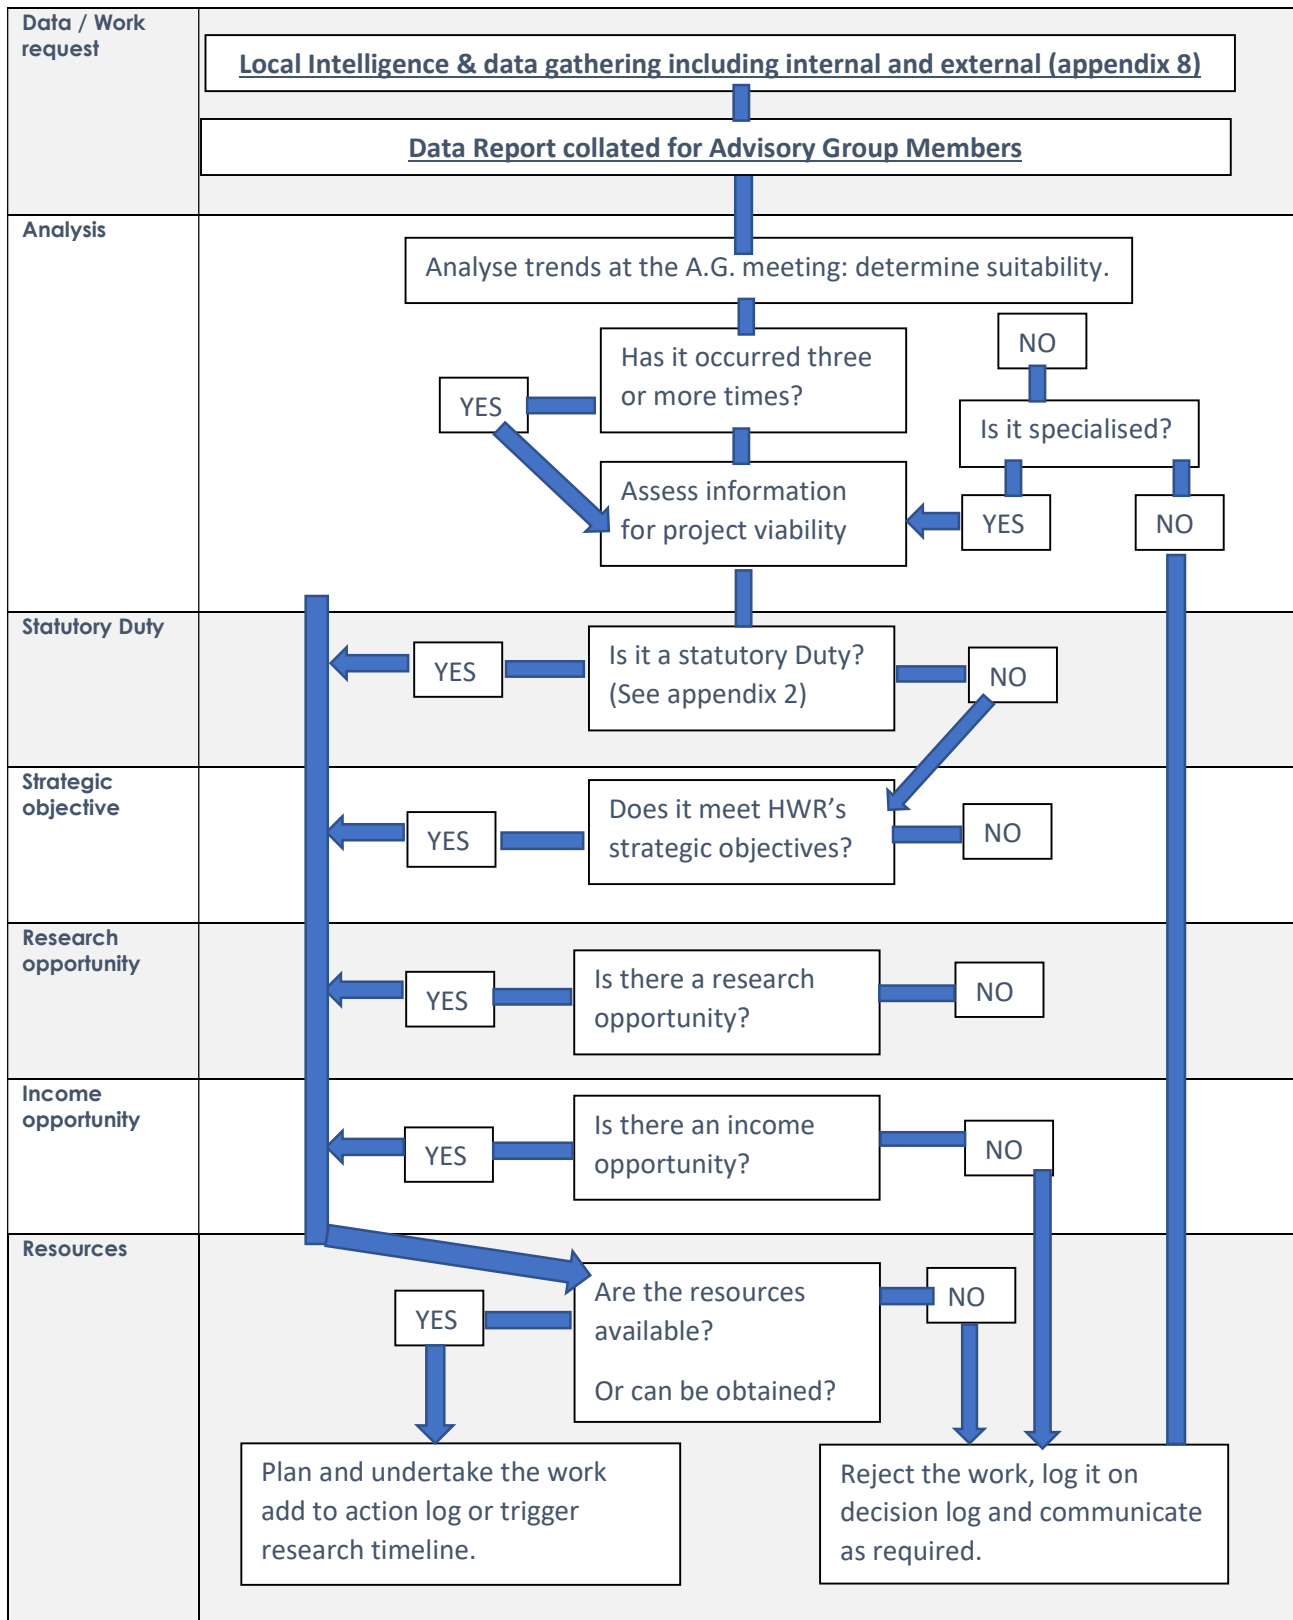 Data / Work
request
Local Intelligence & data gathering including internal and external (appendix 8)
Data Report collated for Advisory Group Members
Analysis
Analyse trends at the A.G. meeting: determine suitability.
Has it occurred three
or more times?
YES
NO
Is it specialised?
Assess information
for project viability
YES
NO
Statutory Duty
YES
Is it a statutory Duty?
(See appendix 2)
NO
Strategic
objective
YES
Does it meet HWR’s
strategic objectives?
NO
Research
opportunity
YES
Is there a research
opportunity?
NO
Income
opportunity
YES
Is there an income
opportunity?
NO
Resources
YES
Are the resources
available?
Or can be obtained?
NO
Plan and undertake the work
add to action log or trigger
research timeline.
Reject the work, log it on
decision log and communicate
as required.